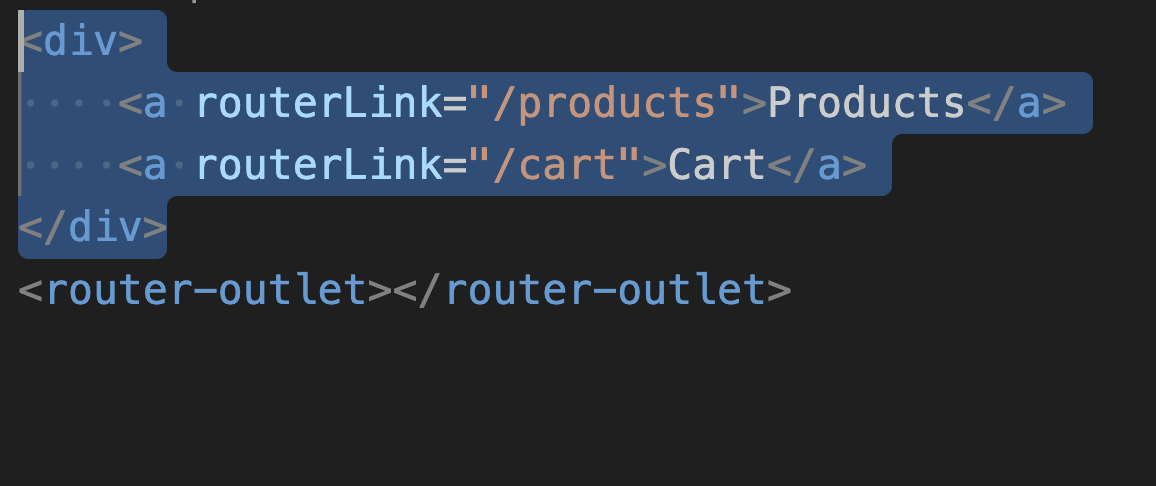 <div>
    <a routerLink="/products">Products</a>
    <a routerLink="/cart">Cart</a>
</div>
<router-outlet></router-outlet>